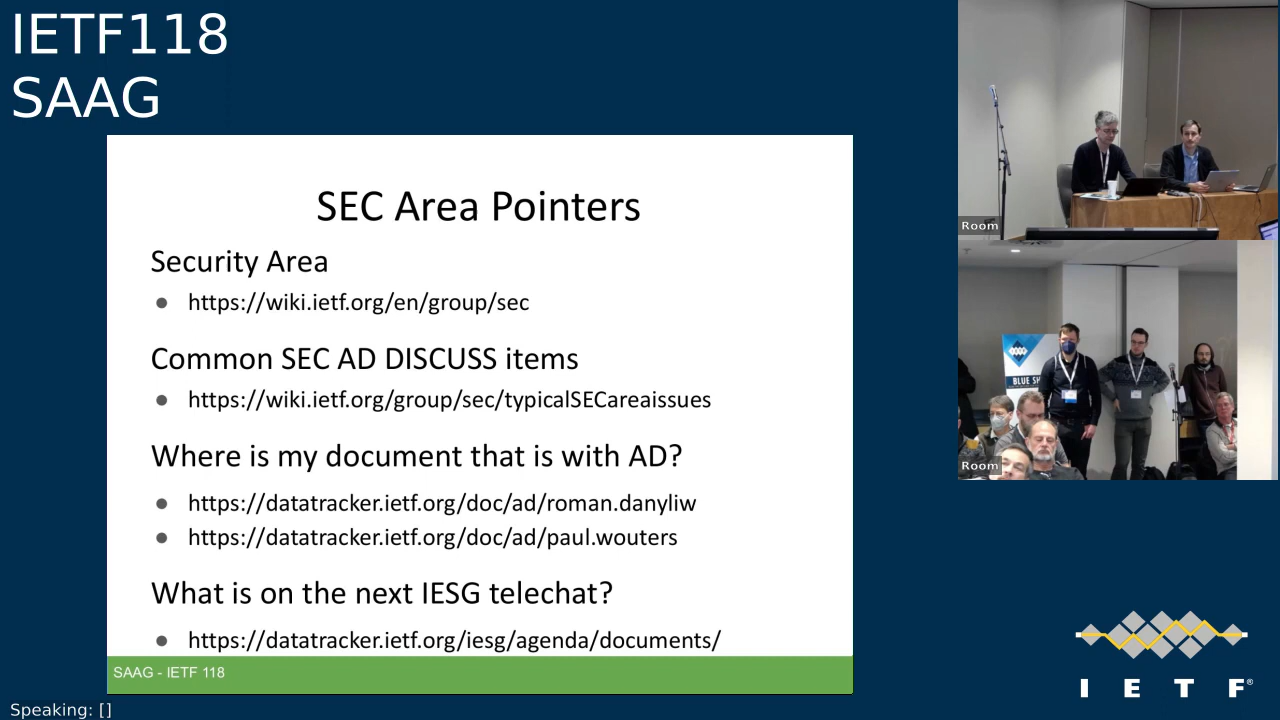 IETF118
SAAG
SEC Area Pointers
Security Area
● https://wiki.ietf.org/en/group/sec
Common SEC AD DISCUSS items
● https://wiki.ietf.org/group/sec/typicalSECareaissues
Where is my document that is with AD?
● https://datatracker.ietf.org/doc/ad/roman.danyliw
● https://datatracker.ietf.org/doc/ad/paul.wouters
What is on the next IESG telechat?
● https://datatracker.ietf.org/iesg/agenda/documents/
SAAG - IETF 118
Speaking: []
Room
BLUE SH
Room
I E T F®